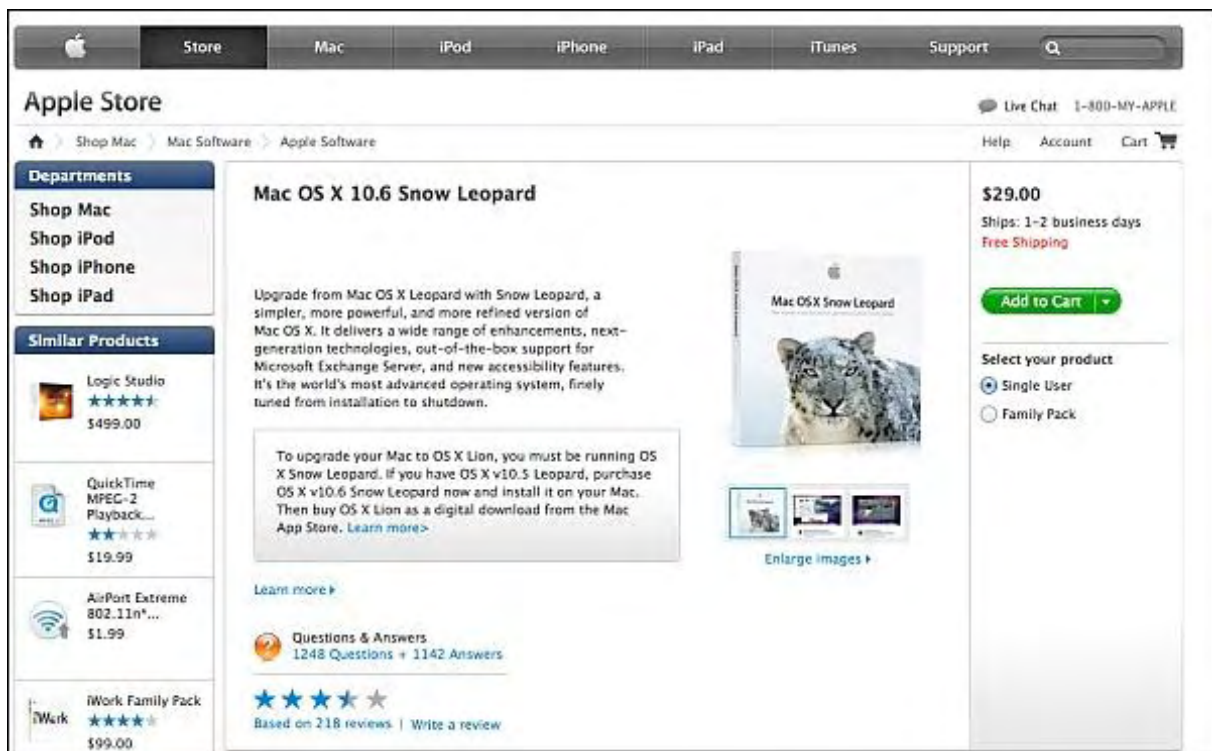 Store Mac iPod iPhone iPad iTunes Support
Apple Store
Live Chat 1-800-MY-APPLE
Shop Mac Mac Software Apple Software
Help Account Cart
Departments
Shop Mac
Shop iPod
Shop iPhone
Shop iPad
Similar Products
Logic Studio
$499.00
QuickTime
MPEG-2
Playback...
$19.99
AirPort Extreme
802.11n*...
$1.99
iWork
iWork Family Pack
$99.00
Mac OS X 10.6 Snow Leopard
Upgrade from Mac OS X Leopard with Snow Leopard, a
simpler, more powerful, and more refined version of
Mac OS X. It delivers a wide range of enhancements, next-
generation technologies, out-of-the-box support for
Microsoft Exchange Server, and new accessibility features.
It's the world's most advanced operating system, finely
tuned from installation to shutdown.
To upgrade your Mac to OS X Lion, you must be running OS
X Snow Leopard. If you have OS X v10.5 Leopard, purchase
OS X v10.6 Snow Leopard now and install it on your Mac.
Then buy OS X Lion as a digital download from the Mac
App Store. Learn more>
Learn more
Questions & Answers
1248 Questions + 1142 Answers
Based on 218 reviews | Write a review
Mac OS X Snow Leopard
Enlarge images
$29.00
Ships: 1-2 business days
Free Shipping
Add to Cart
Select your product
Single User
Family Pack